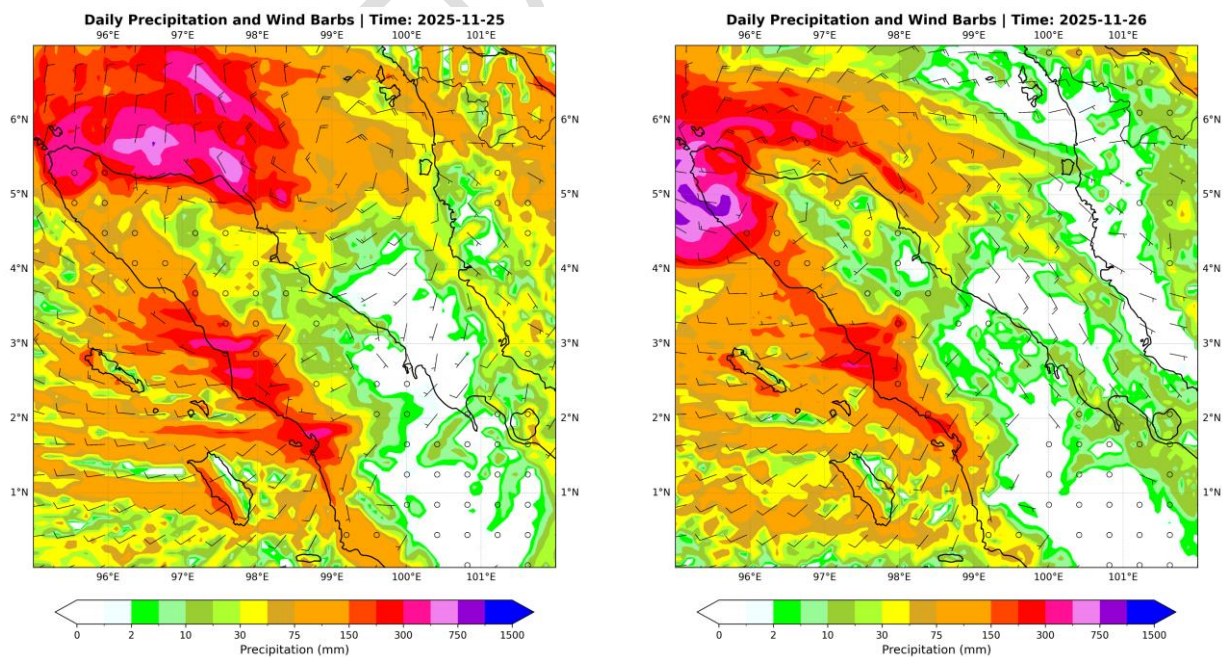 Daily Precipitation and Wind Barbs | Time: 2025-11-25
96°E 97°E 98°E 99°E 100°E 101°E
6°N 6°N
5°N 5°N
4°N 4°N
3°N 3°N
2°N 2°N
1°N 1°N
96°E 97°E 98°E 99°E 100°E 101°E
0 2 10 30 75 150 300 750 1500
Precipitation (mm)
Daily Precipitation and Wind Barbs | Time: 2025-11-26
96°E 97°E 98°E 99°E 100°E 101°E
6°N 6°N
5°N 5°N
4°N 4°N
3°N 3°N
2°N 2°N
1°N 1°N
96°E 97°E 98°E 99°E 100°E 101°E
0 2 10 30 75 150 300 750 1500
Precipitation (mm)